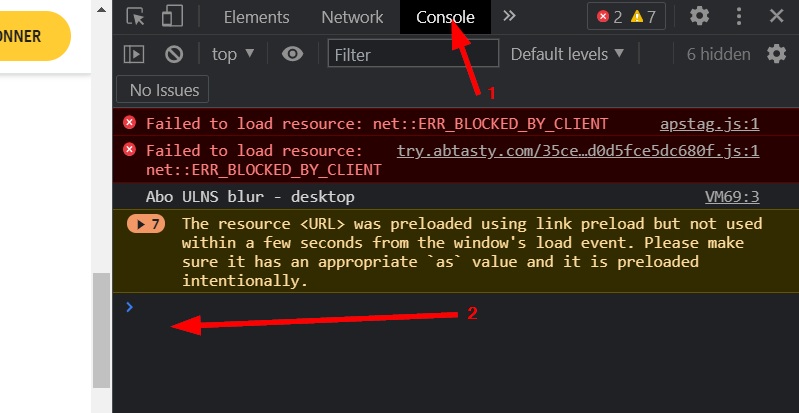 ONNER
Elements Network Console
2 7
top Filter Default levels 6 hidden
No Issues
1
Failed to load resource: net::ERR_BLOCKED_BY_CLIENT apstag.js:1
Failed to load resource: try.abtasty.com/35ce…d0d5fce5dc680f.js:1
net::ERR_BLOCKED_BY_CLIENT
Abo ULNS blur - desktop VM69:3
7 The resource <URL> was preloaded using link preload but not used
within a few seconds from the window's load event. Please make
sure it has an appropriate `as` value and it is preloaded
intentionally.
2